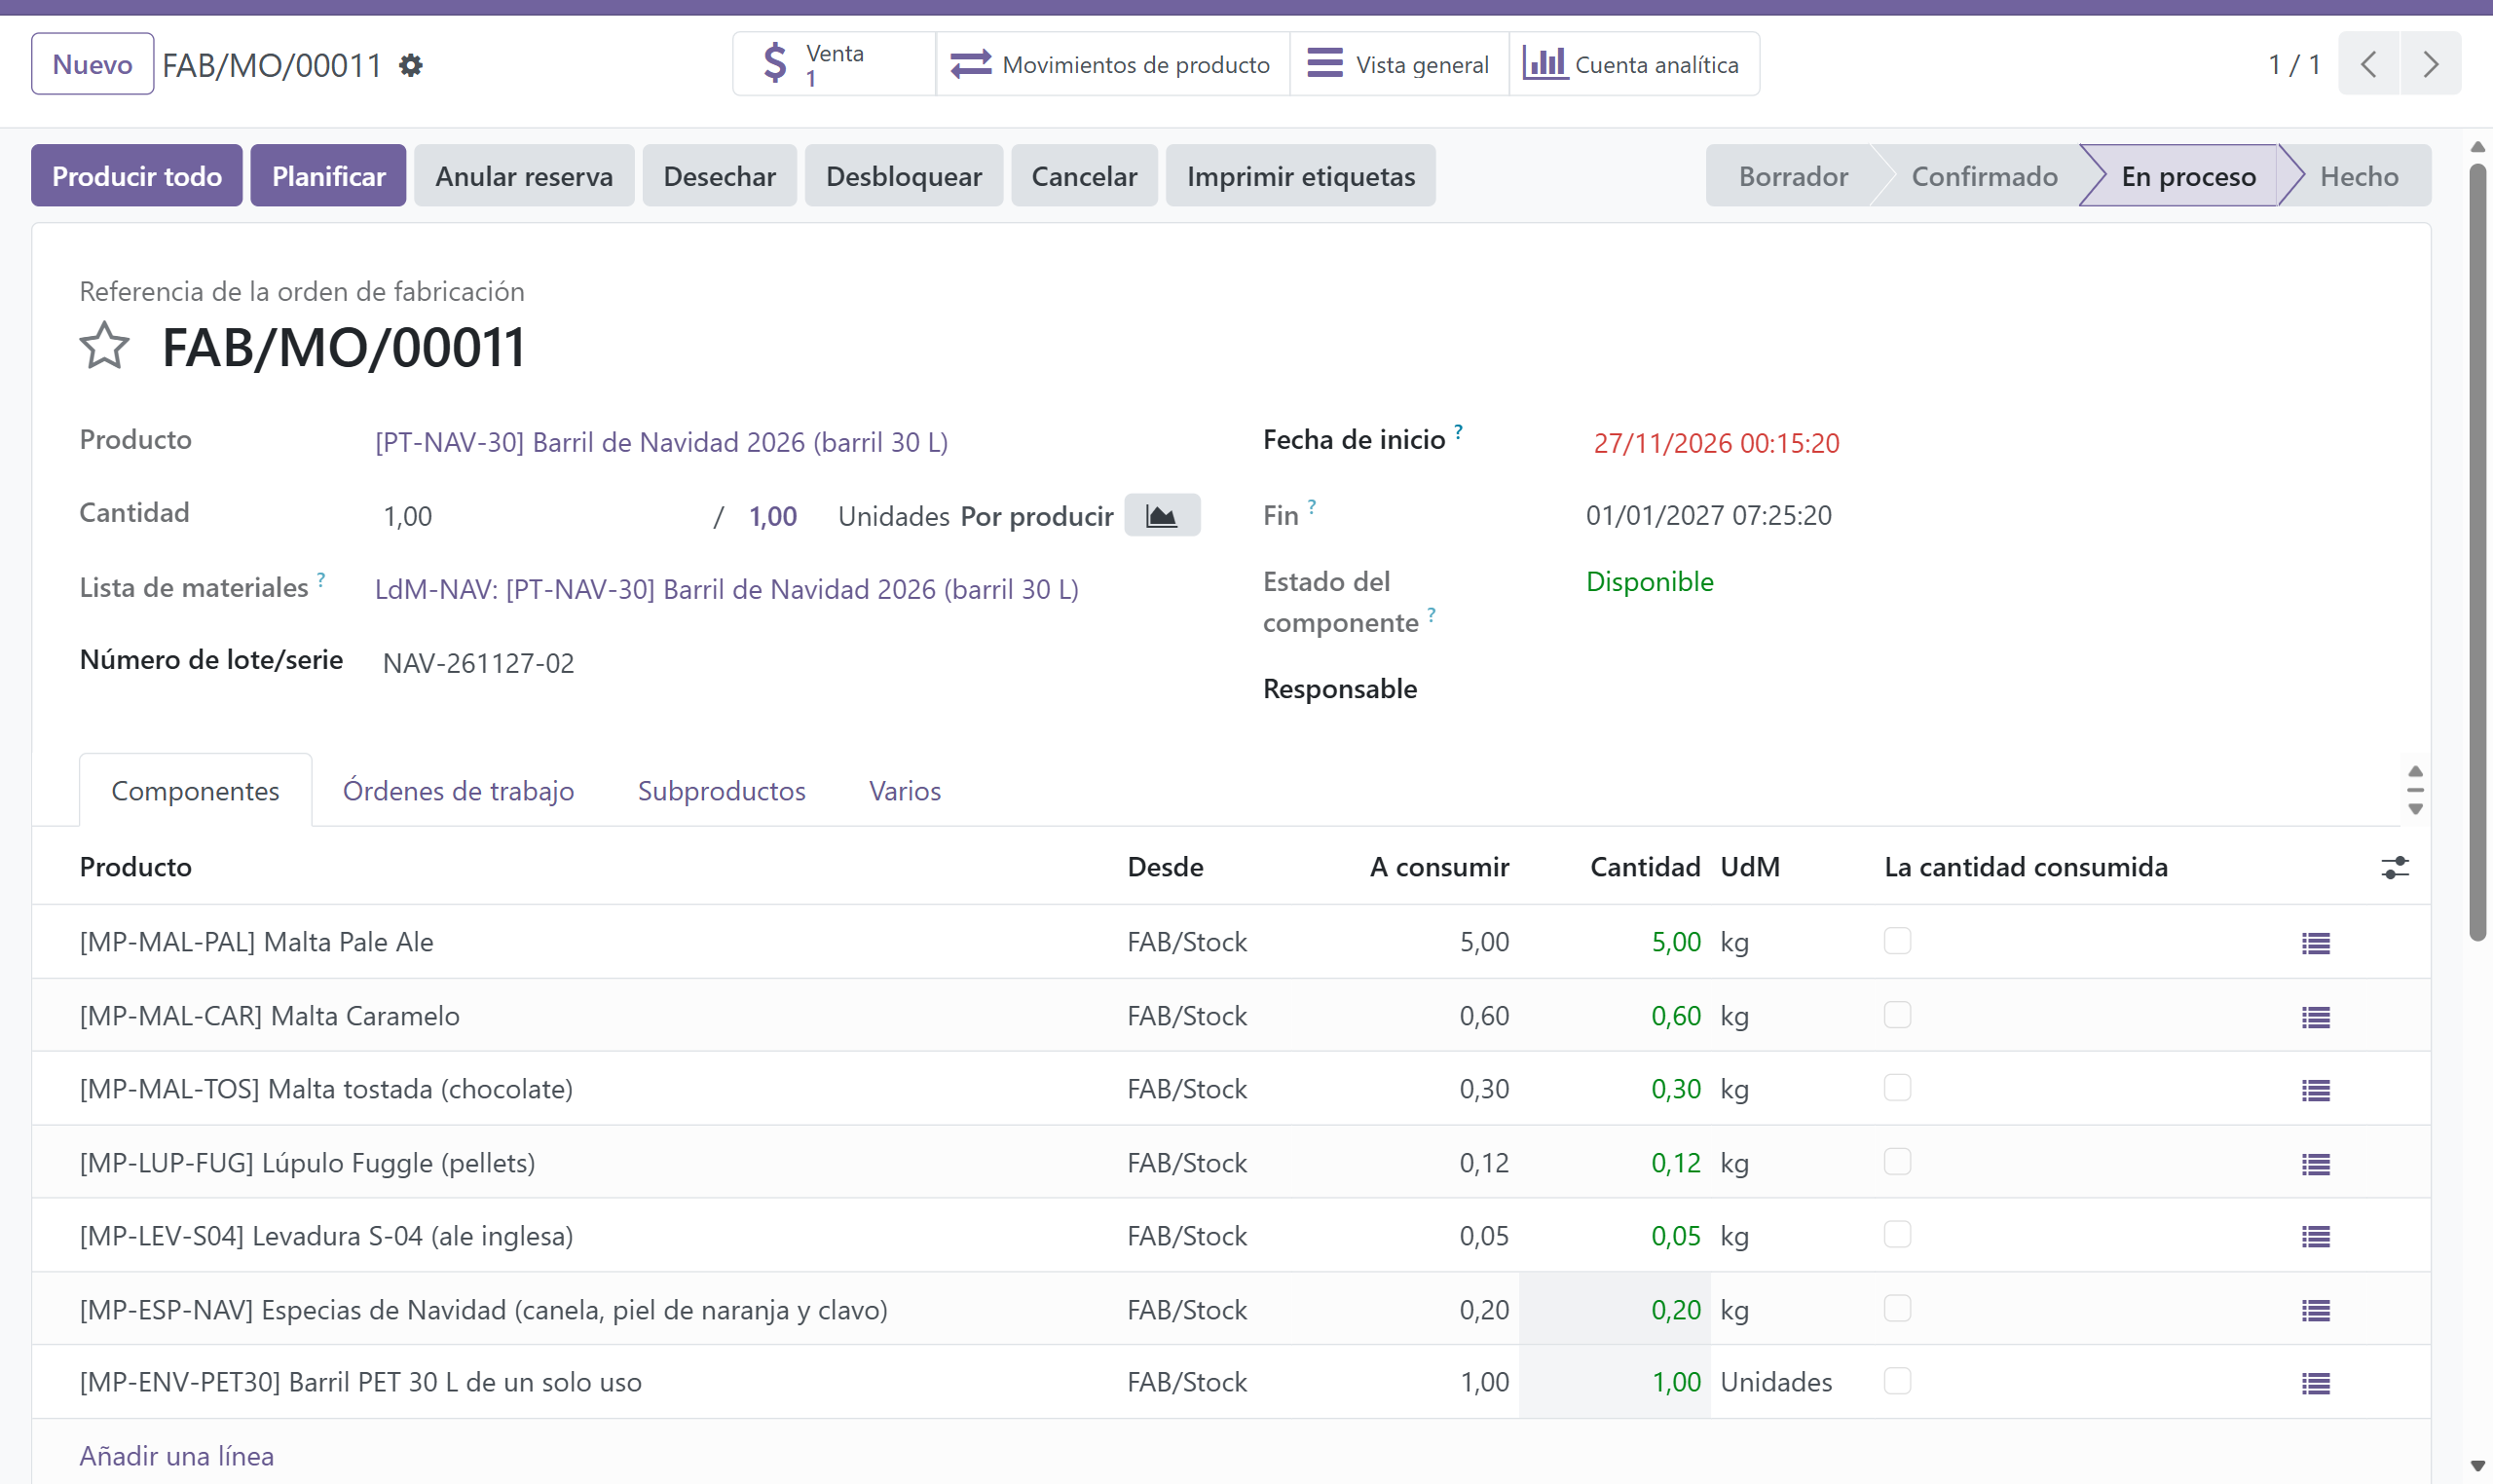 Nuevo FAB/MO/00011
Venta
1
Movimientos de producto
Vista general
Cuenta analítica
1 / 1
Producir todo Planificar Anular reserva Desechar Desbloquear Cancelar Imprimir etiquetas
Borrador Confirmado En proceso Hecho
Referencia de la orden de fabricación
FAB/MO/00011
Producto [PT-NAV-30] Barril de Navidad 2026 (barril 30 L)
Cantidad 1,00 / 1,00 Unidades Por producir
Lista de materiales ? LdM-NAV: [PT-NAV-30] Barril de Navidad 2026 (barril 30 L)
Número de lote/serie NAV-261127-02
Fecha de inicio ? 27/11/2026 00:15:20
Fin ? 01/01/2027 07:25:20
Estado del componente ? Disponible
Responsable
Componentes Órdenes de trabajo Subproductos Varios
Producto Desde A consumir Cantidad UdM La cantidad consumida
[MP-MAL-PAL] Malta Pale Ale FAB/Stock 5,00 5,00 kg
[MP-MAL-CAR] Malta Caramelo FAB/Stock 0,60 0,60 kg
[MP-MAL-TOS] Malta tostada (chocolate) FAB/Stock 0,30 0,30 kg
[MP-LUP-FUG] Lúpulo Fuggle (pellets) FAB/Stock 0,12 0,12 kg
[MP-LEV-S04] Levadura S-04 (ale inglesa) FAB/Stock 0,05 0,05 kg
[MP-ESP-NAV] Especias de Navidad (canela, piel de naranja y clavo) FAB/Stock 0,20 0,20 kg
[MP-ENV-PET30] Barril PET 30 L de un solo uso FAB/Stock 1,00 1,00 Unidades
Añadir una línea